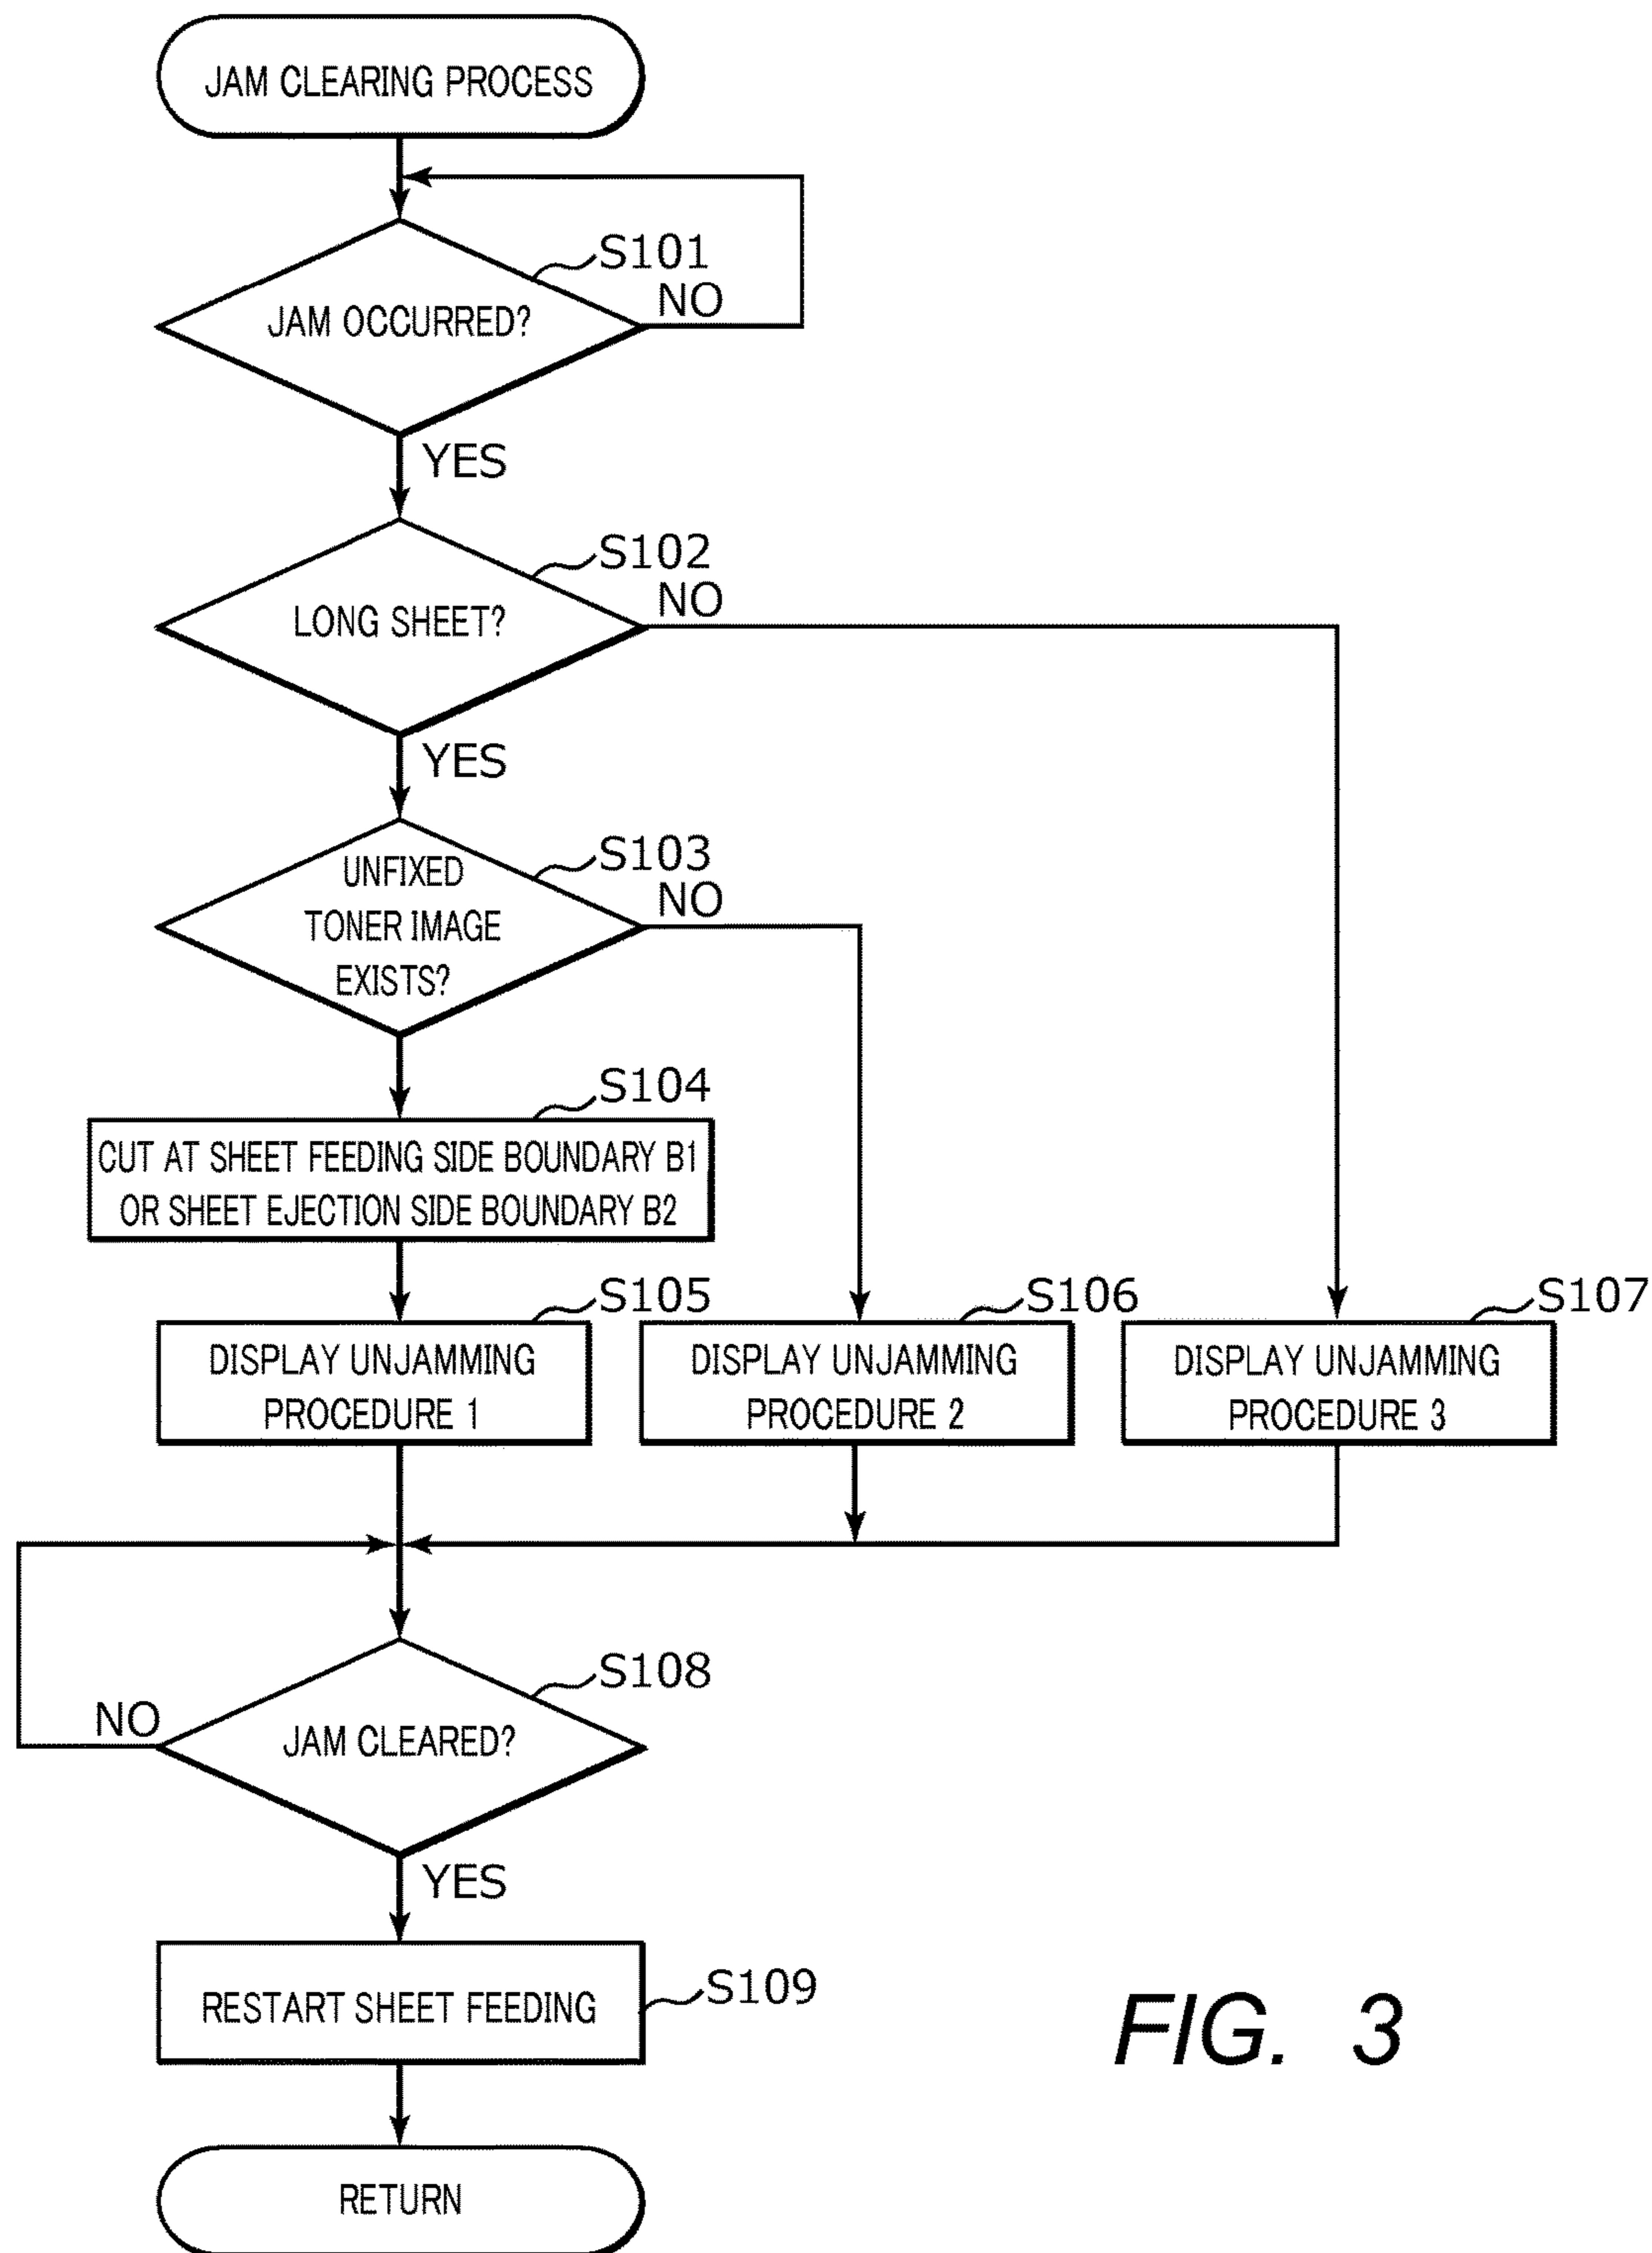 JAM CLEARING PROCESS
S101
JAM OCCURRED?
NO
YES
S102
LONG SHEET?
NO
YES
S103
UNFIXED
TONER IMAGE
EXISTS?
NO
S104
CUT AT SHEET FEEDING SIDE BOUNDARY B1
OR SHEET EJECTION SIDE BOUNDARY B2
S105
DISPLAY UNJAMMING
PROCEDURE 1
S106
DISPLAY UNJAMMING
PROCEDURE 2
S107
DISPLAY UNJAMMING
PROCEDURE 3
S108
NO
JAM CLEARED?
YES
RESTART SHEET FEEDING
S109
RETURN
FIG. 3